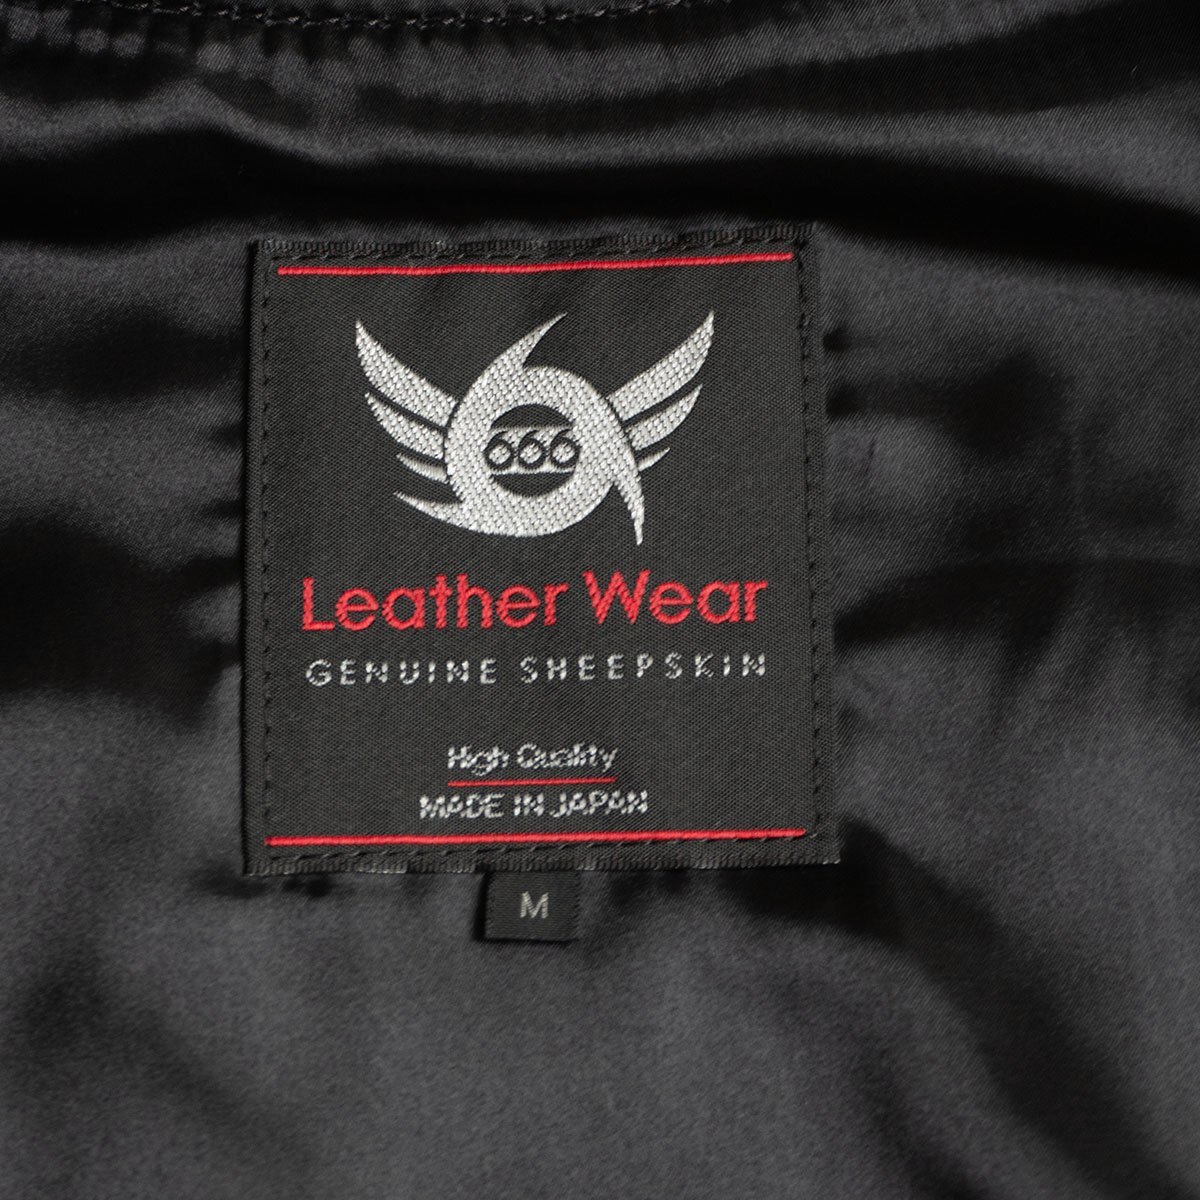 666
Leather Wear
GENUINE SHEEPSKIN
High Quality
MADE IN JAPAN
M